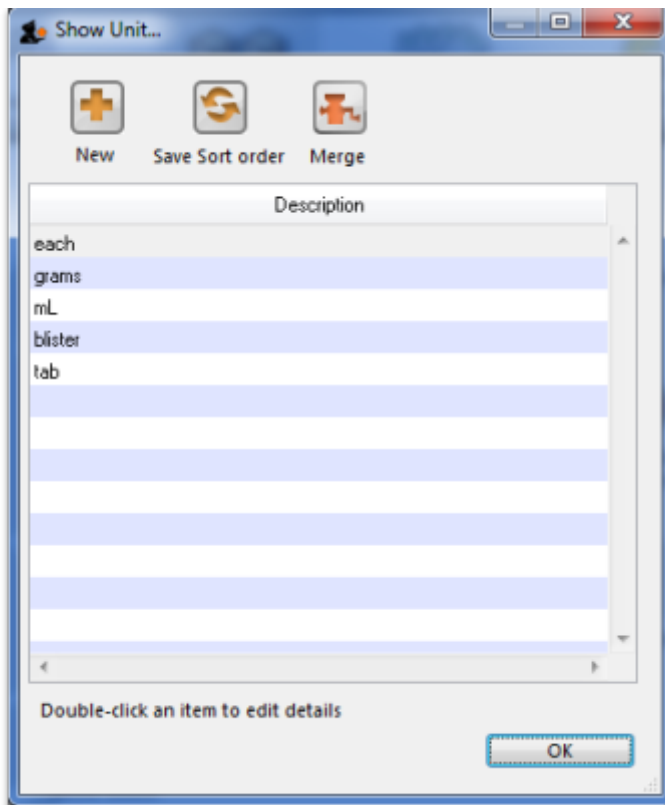 Show Unit...
New Save Sort order Merge
Description
each
grams
mL
blister
tab
Double-click an item to edit details
OK